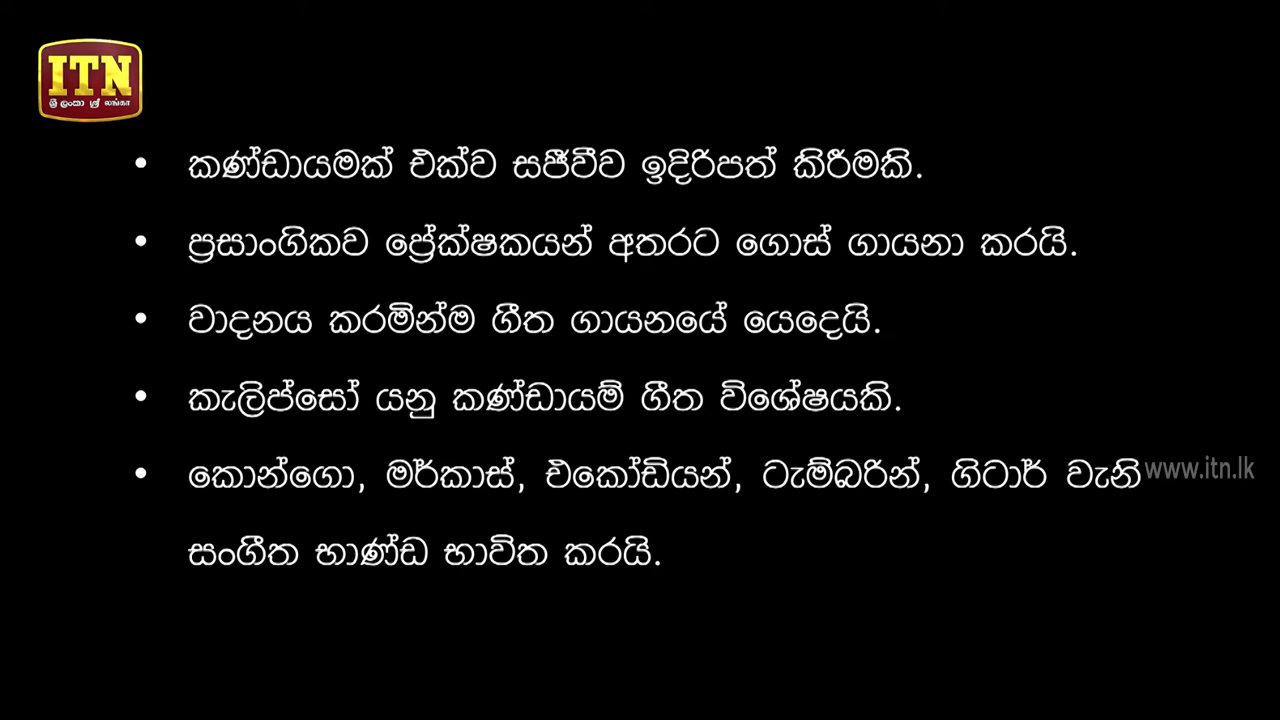 ITN
ශ්‍රී ලංකා ஸ்ரீ லங்கா
• කණ්ඩායමක් එක්ව සජීවීව ඉදිරිපත් කිරීමකි.
• ප්‍රසාංගිකව ප්‍රේක්ෂකයන් අතරට ගොස් ගායනා කරයි.
• වාදනය කරමින්ම ගීත ගායනයේ යෙදෙයි.
• කැලිප්සෝ යනු කණ්ඩායම් ගීත විශේෂයකි.
• කොන්ගො, මර්කාස්, එකෝඩියන්, ටැම්බරින්, ගිටාර් වැනි
www.itn.lk
සංගීත භාණ්ඩ භාවිත කරයි.